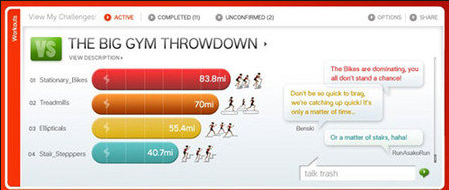 Workouts
View My Challenges: ACTIVE COMPLETED (11) UNCONFIRMED (2) OPTIONS SHARE
VS THE BIG GYM THROWDOWN
VIEW DESCRIPTION+
01 Stationary_Bikes 83.8mi
02 Treadmills 70mi
03 Ellipticals 55.4mi
04 Stair_Stepppers 40.7mi
The Bikes are dominating, you
all don't stand a chance!
Don't be so quick to brag,
we're catching up quick! It's
only a matter of time...
Benski
Or a matter of stairs, haha!
RunAsakoRun
talk trash